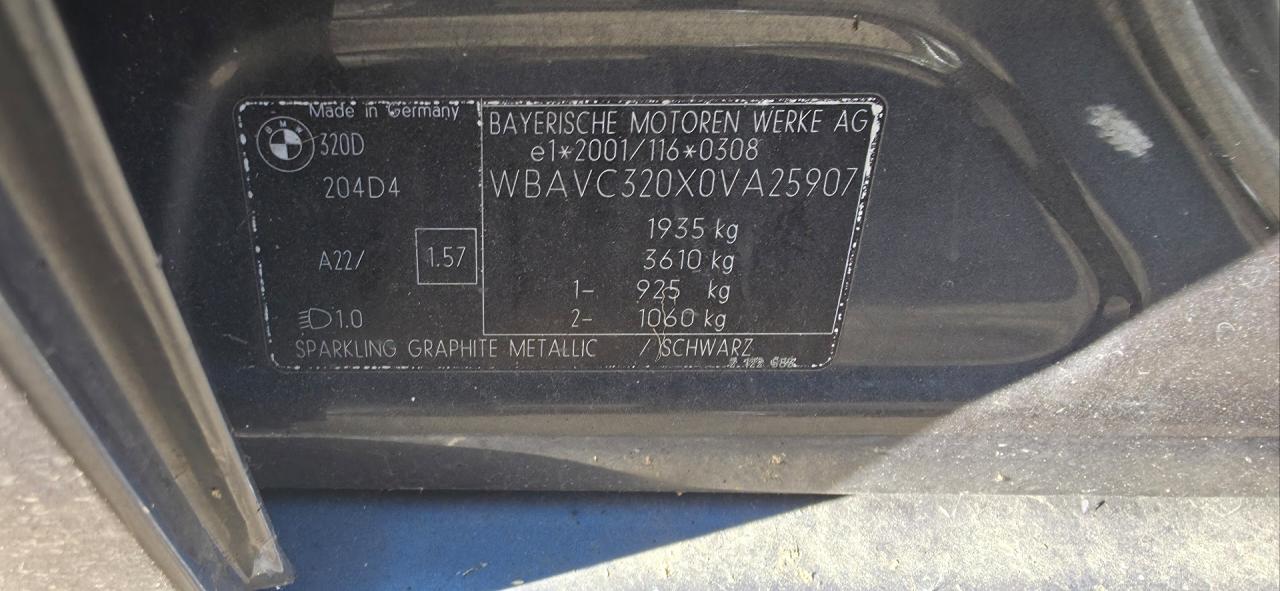 Made in Germany
BMW
320D
204D4
A22/
1.57
1.0
BAYERISCHE MOTOREN WERKE AG
e1*2001/116*0308
WBAVC320X0VA25907
1935 kg
3610 kg
1- 925 kg
2- 1060 kg
SPARKLING GRAPHITE METALLIC / SCHWARZ